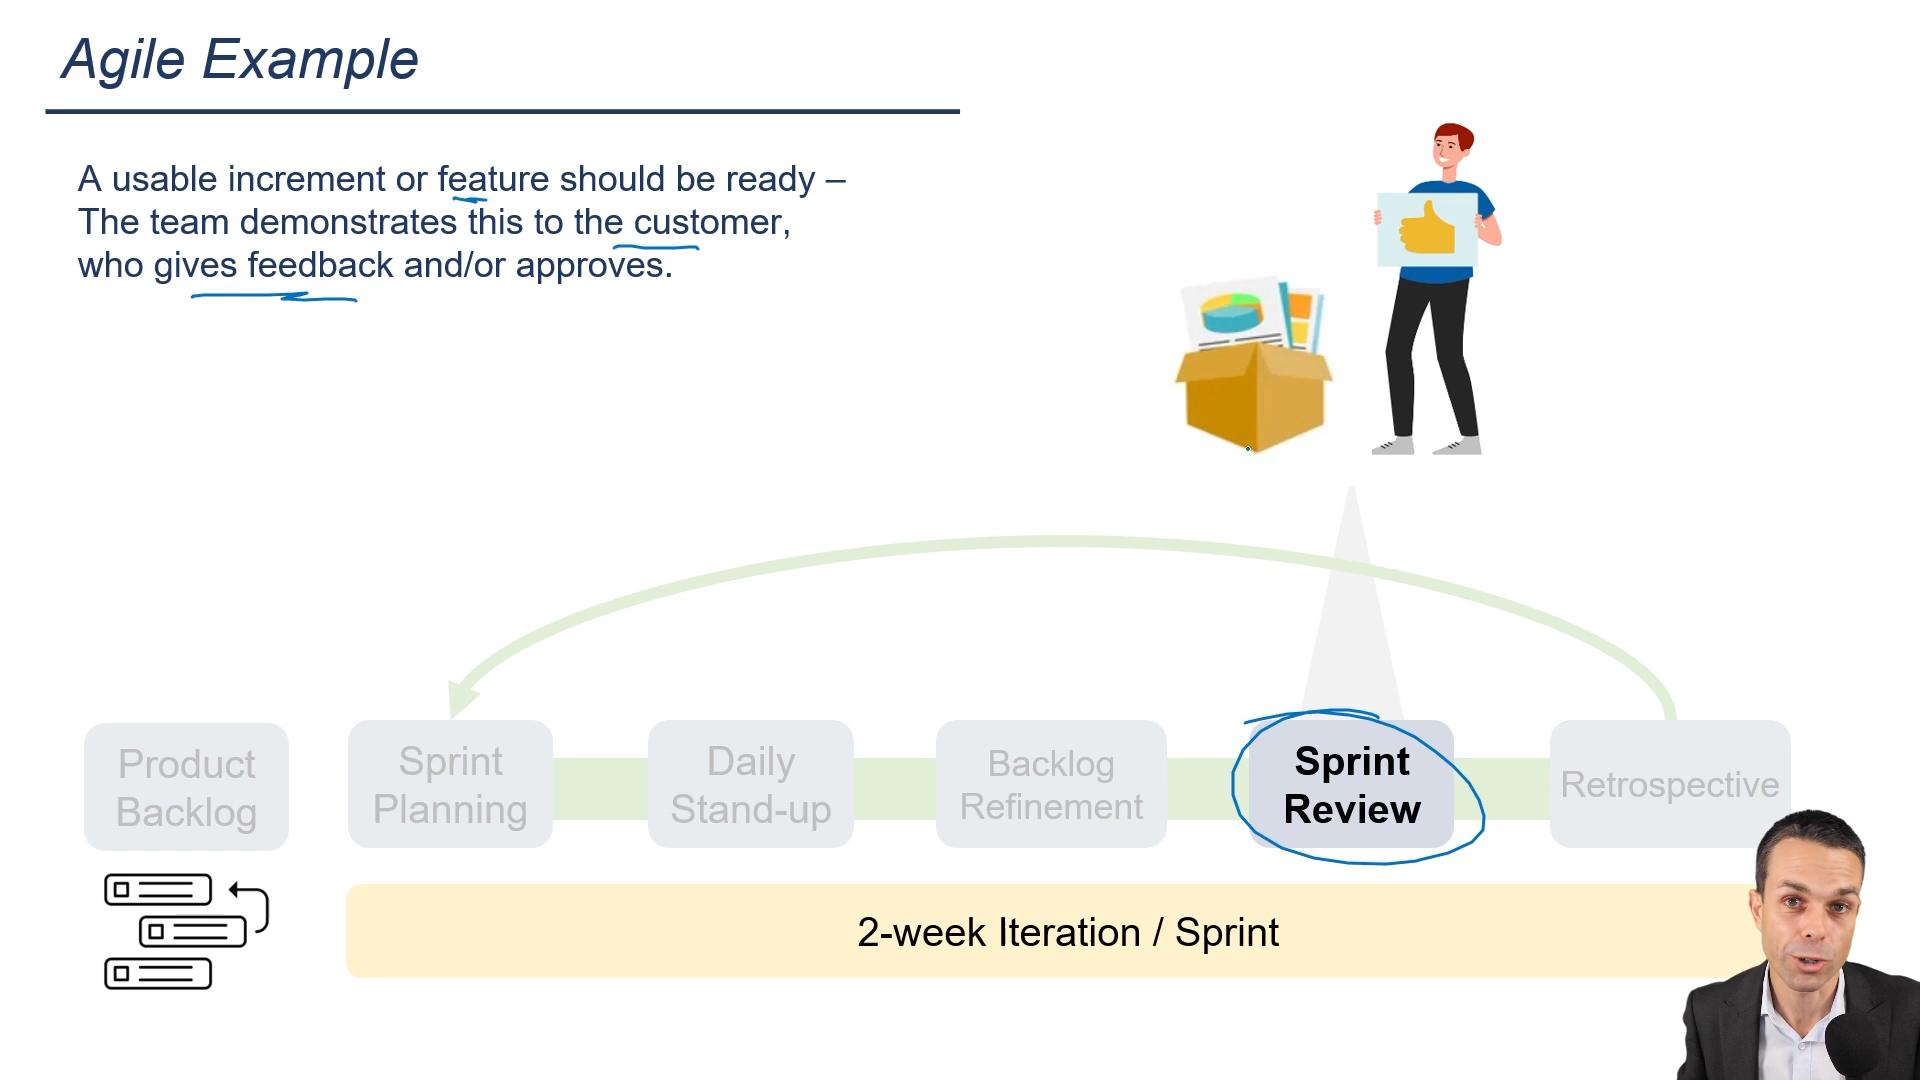 Agile Example
A usable increment or feature should be ready –
The team demonstrates this to the customer,
who gives feedback and/or approves.
Product
Backlog
Sprint
Planning
Daily
Stand-up
Backlog
Refinement
Sprint
Review
Retrospective
2-week Iteration / Sprint